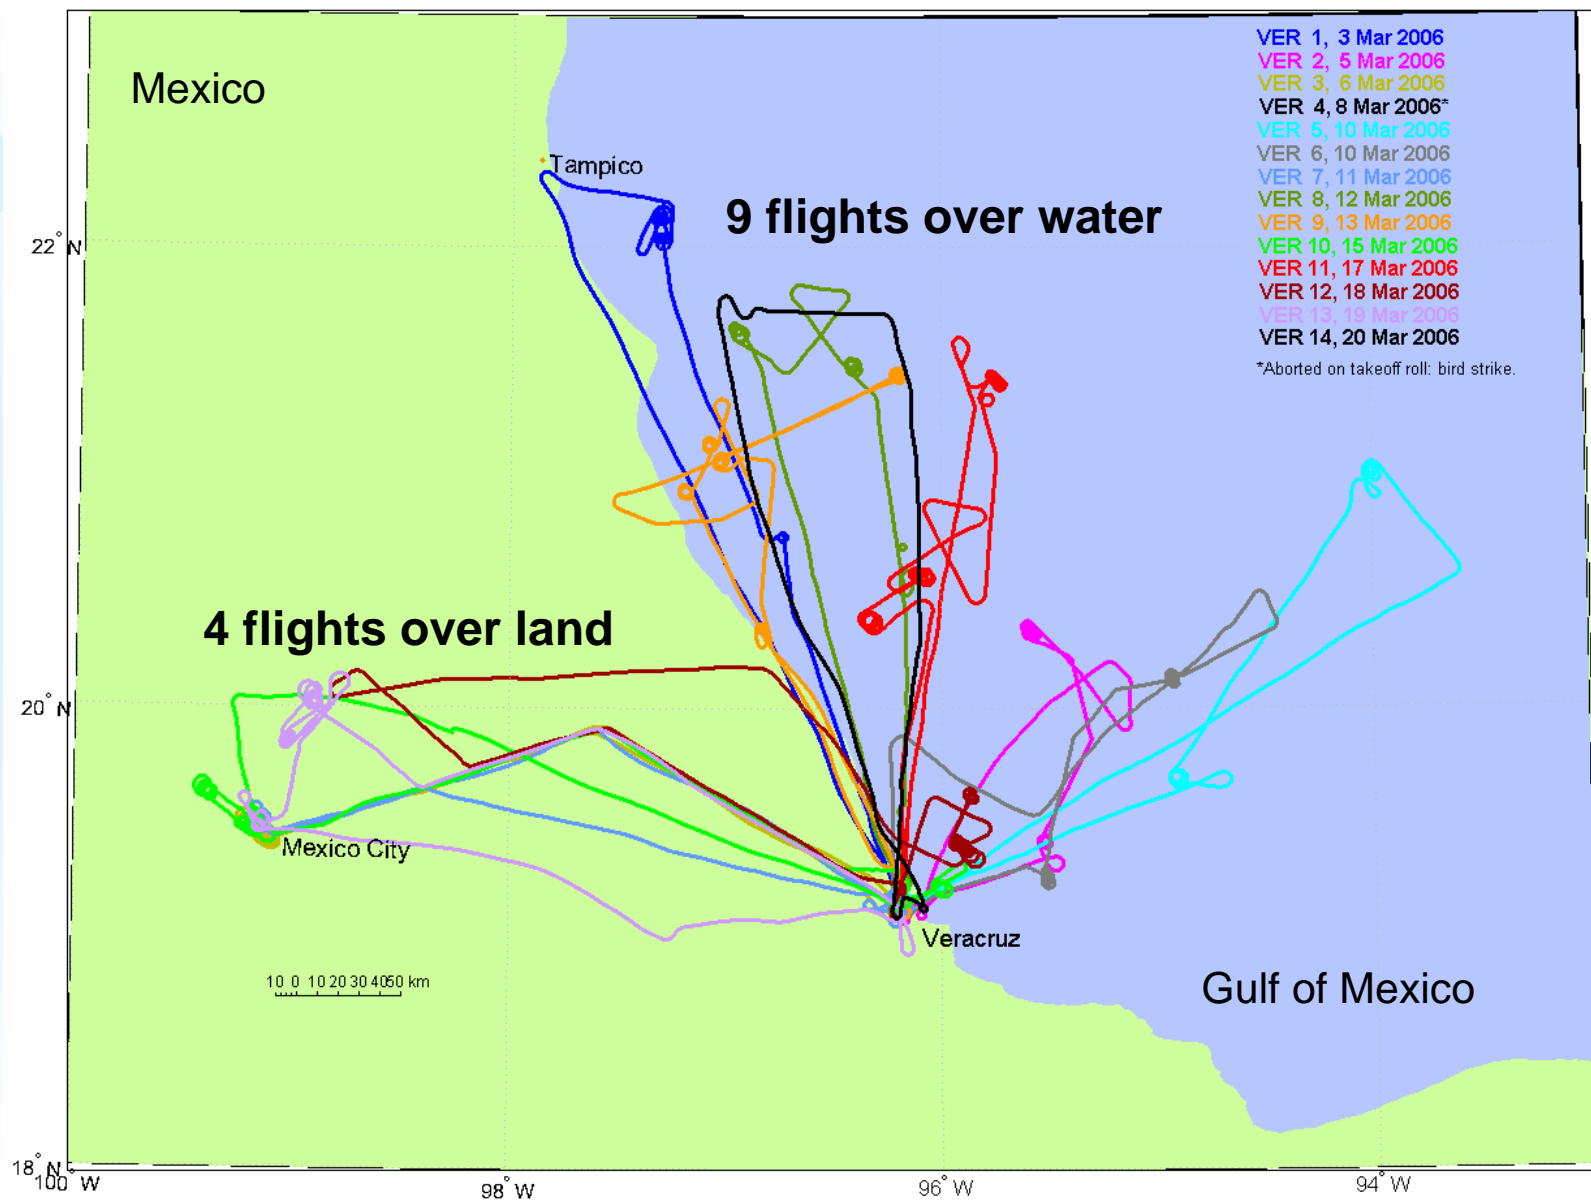 VER 1, 3 Mar 2006
VER 2, 5 Mar 2006
VER 3, 6 Mar 2006
VER 4, 8 Mar 2006*
VER 5, 10 Mar 2006
VER 6, 10 Mar 2006
VER 7, 11 Mar 2006
VER 8, 12 Mar 2006
VER 9, 13 Mar 2006
VER 10, 15 Mar 2006
VER 11, 17 Mar 2006
VER 12, 18 Mar 2006
VER 13, 19 Mar 2006
VER 14, 20 Mar 2006
*Aborted on takeoff roll: bird strike.
Mexico
Tampico
9 flights over water
22° N
4 flights over land
20° N
Mexico City
Veracruz
10 0 10 20 30 40 50 km
Gulf of Mexico
18° N
100° W
98° W
96° W
94° W